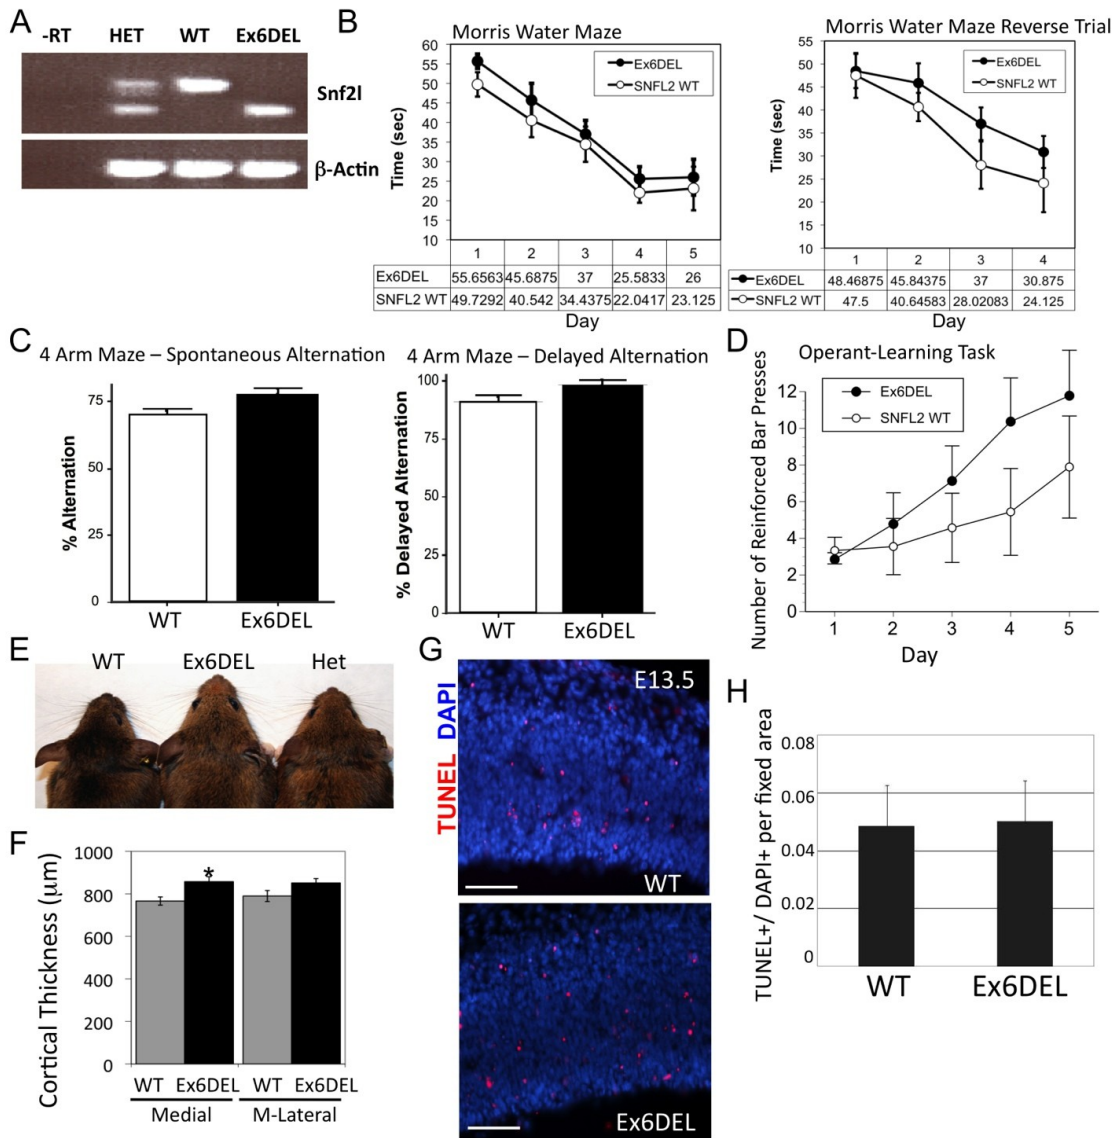 A
-RT HET WT Ex6DEL
Snf2l
β-Actin
B
Morris Water Maze
Time (sec)
60
55
50
45
40
35
30
25
20
15
10
Ex6DEL
SNFL2 WT
1 2 3 4 5
Ex6DEL 55.6563 45.6875 37 25.5833 26
SNFL2 WT 49.7292 40.542 34.4375 22.0417 23.125
Morris Water Maze Reverse Trial
Time (sec)
55
50
45
40
35
30
25
20
15
10
Ex6DEL
SNFL2 WT
1 2 3 4
Ex6DEL 48.46875 45.84375 37 30.875
SNFL2 WT 47.5 40.64583 28.02083 24.125
Day
Day
C
4 Arm Maze – Spontaneous Alternation
% Alternation
75
50
25
0
WT Ex6DEL
4 Arm Maze – Delayed Alternation
% Delayed Alternation
100
75
50
25
0
WT Ex6DEL
D
Operant-Learning Task
Number of Reinforced Bar Presses
12
10
8
6
4
2
0
Ex6DEL
SNFL2 WT
1 2 3 4 5
Day
E
WT Ex6DEL Het
F
Cortical Thickness (μm)
1000
800
600
400
200
0
*
WT Ex6DEL WT Ex6DEL
Medial M-Lateral
G
TUNEL DAPI
E13.5
WT
Ex6DEL
H
TUNEL+/ DAPI+ per fixed area
0.08
0.06
0.04
0.02
0
WT Ex6DEL